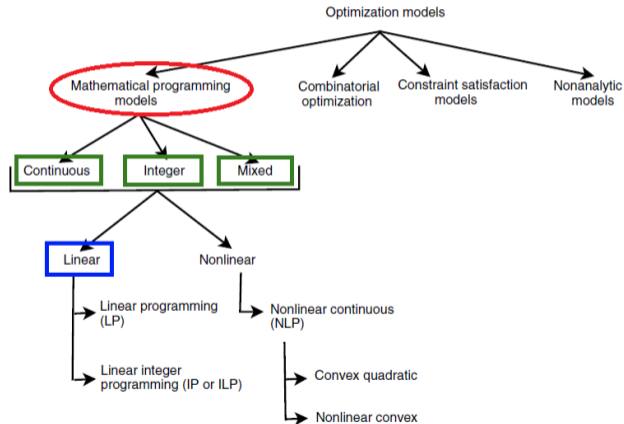 Optimization models
Mathematical programming
models
Combinatorial
optimization
Constraint satisfaction
models
Nonanalytic
models
Continuous
Integer
Mixed
Linear
Nonlinear
Linear programming
(LP)
Linear integer
programming (IP or ILP)
Nonlinear continuous
(NLP)
Convex quadratic
Nonlinear convex